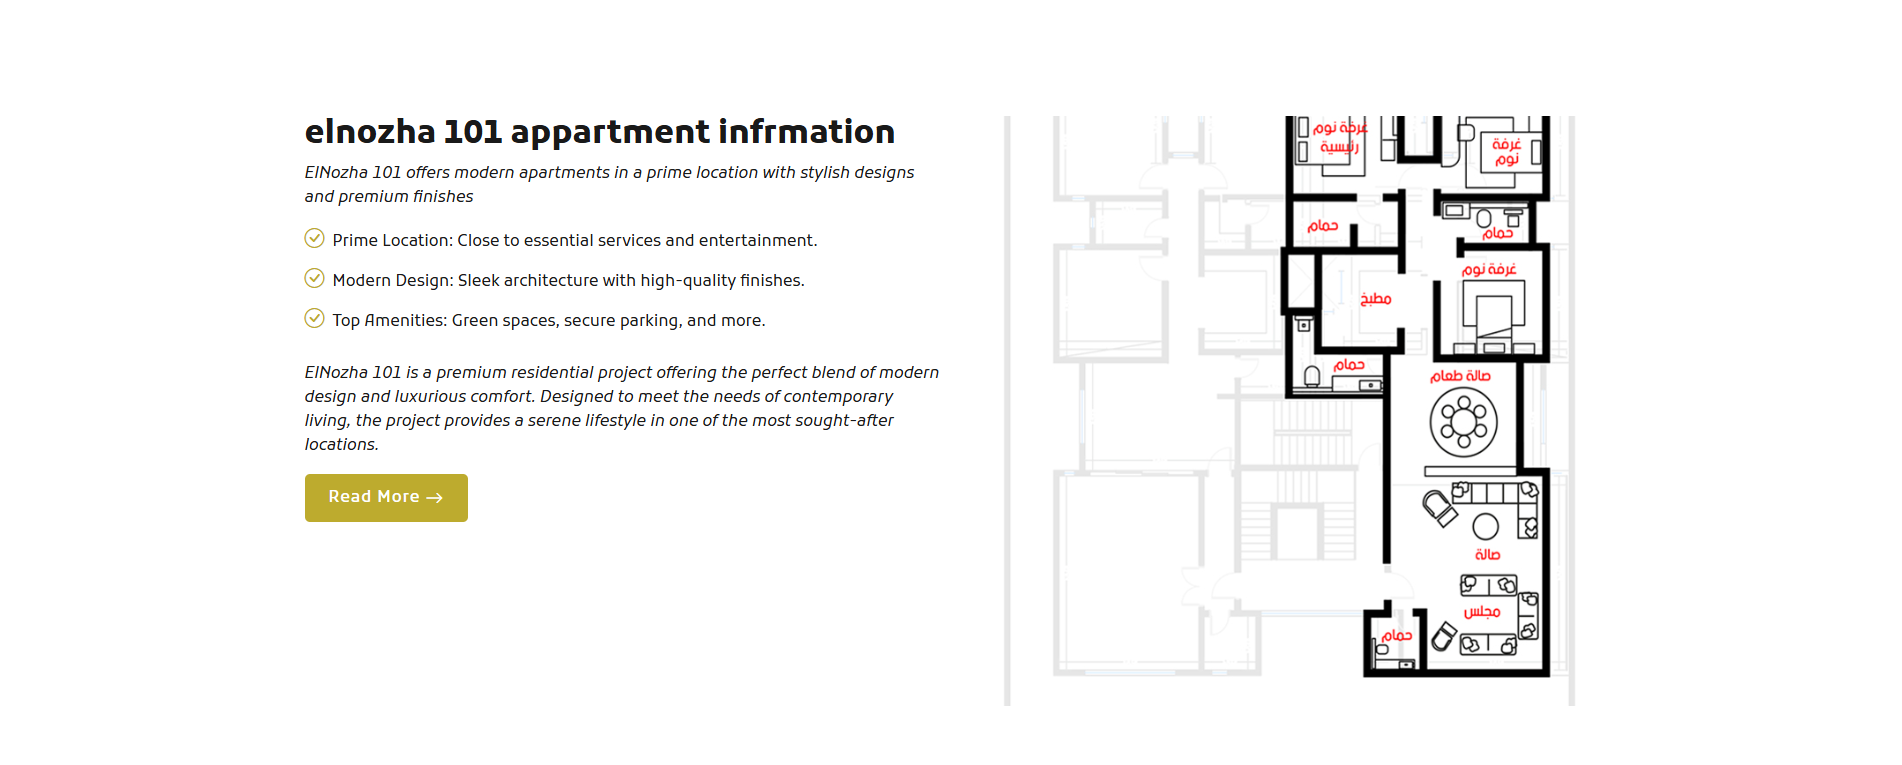 elnozha 101 appartment infrmation
ElNozha 101 offers modern apartments in a prime location with stylish designs
and premium finishes
Prime Location: Close to essential services and entertainment.
Modern Design: Sleek architecture with high-quality finishes.
Top Amenities: Green spaces, secure parking, and more.
ElNozha 101 is a premium residential project offering the perfect blend of modern
design and luxurious comfort. Designed to meet the needs of contemporary
living, the project provides a serene lifestyle in one of the most sought-after
locations.
Read More →
غرفة نوم
رئيسية
غرفة
نوم
حمام
حمام
غرفة نوم
مطبخ
حمام
صالة طعام
صالة
مجلس
حمام